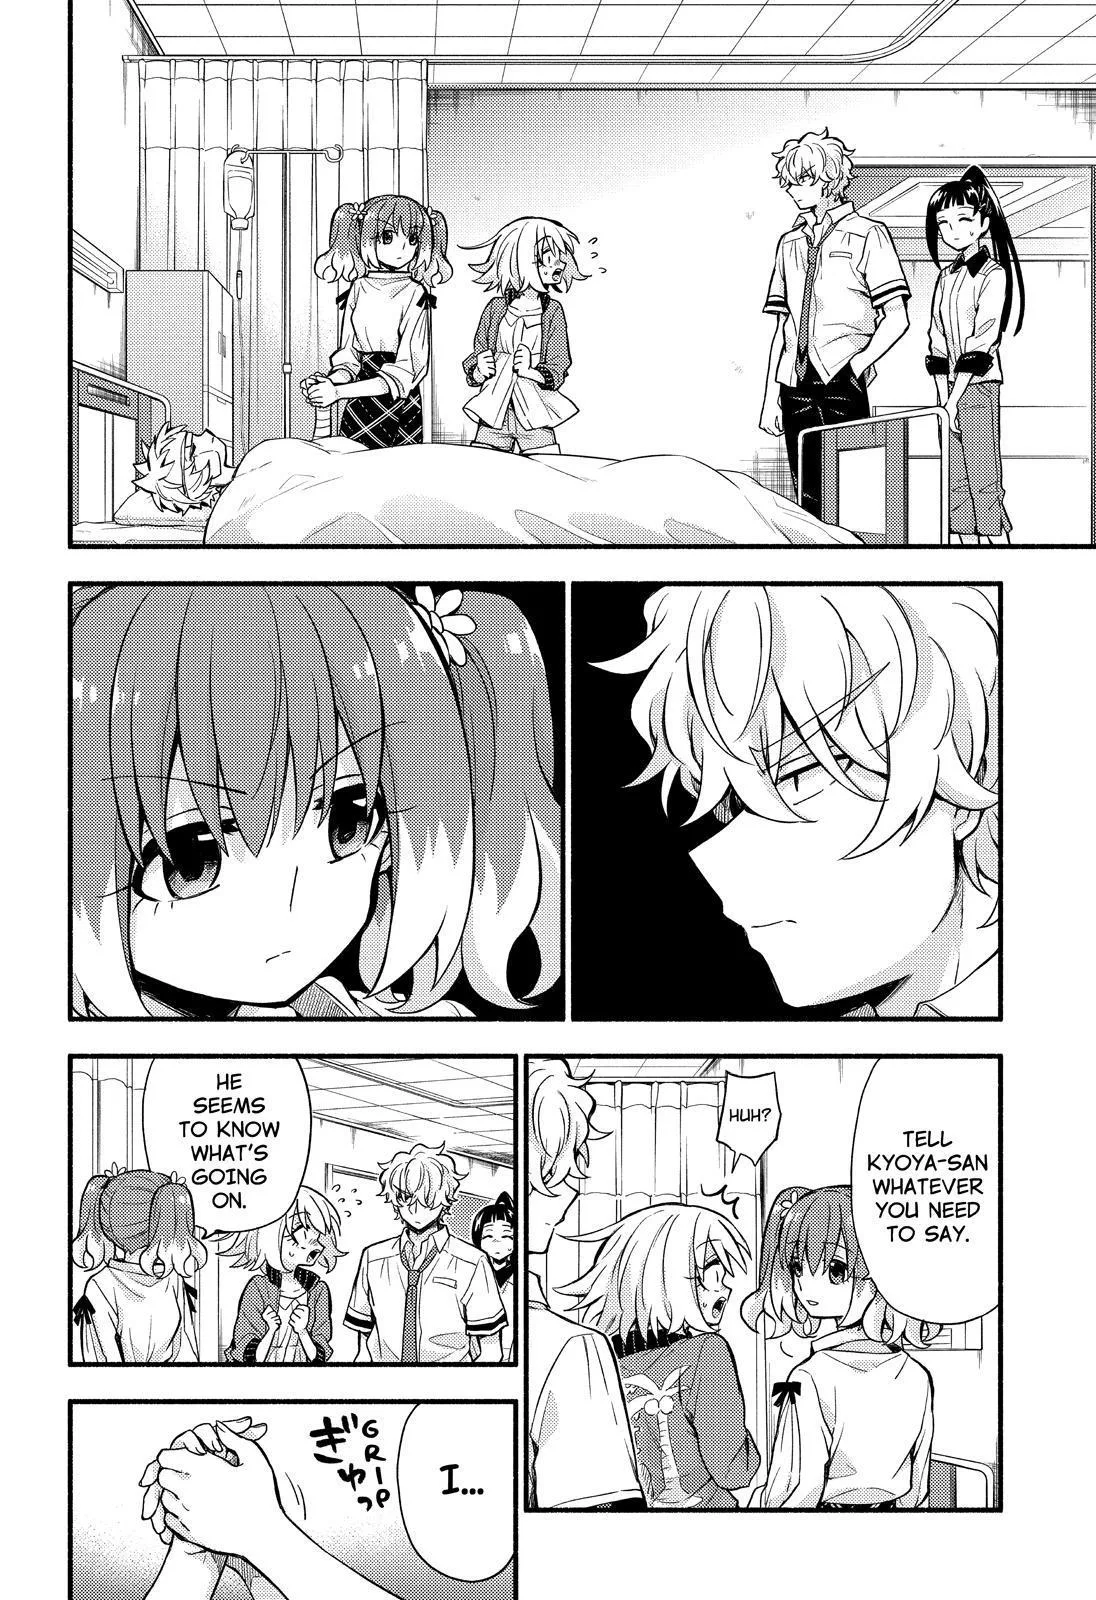 HUH?
TELL
KYOYA-SAN
WHATEVER
YOU NEED
TO SAY.
HE
SEEMS
TO KNOW
WHAT'S
GOING
ON.
I...
GRIP
ぎゅっ